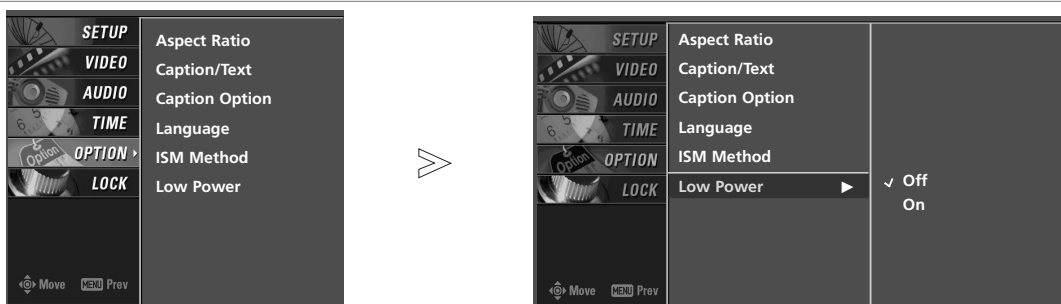 SETUP
VIDEO
AUDIO
TIME
OPTION
LOCK
Aspect Ratio
Caption/Text
Caption Option
Language
ISM Method
Low Power
Move MENU Prev
SETUP
VIDEO
AUDIO
TIME
OPTION
LOCK
Aspect Ratio
Caption/Text
Caption Option
Language
ISM Method
Low Power
Off
On
Move MENU Prev